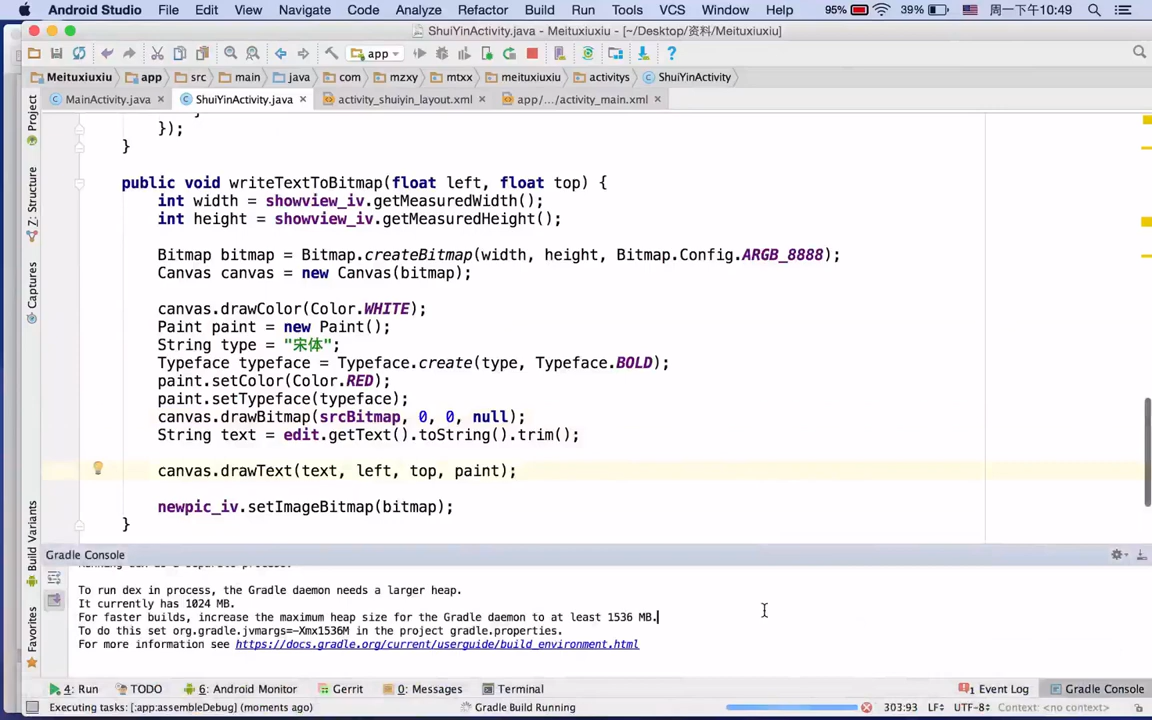 Android Studio File Edit View Navigate Code Analyze Refactor Build Run Tools VCS Window Help 95% 39% 周一下午10:49
ShuiYinActivity.java - Meituxiuxiu - [~/Desktop/资料/Meituxiuxiu]
app
Meituxiuxiu app src main java com mzxy mtxx meituxiuxiu activitys ShuiYinActivity
MainActivity.java ShuiYinActivity.java activity_shuiyin_layout.xml app/.../activity_main.xml
Project
Z: Structure
Captures
Build Variants
Favorites
});
}
public void writeTextToBitmap(float left, float top) {
int width = showview_iv.getMeasuredWidth();
int height = showview_iv.getMeasuredHeight();
Bitmap bitmap = Bitmap.createBitmap(width, height, Bitmap.Config.ARGB_8888);
Canvas canvas = new Canvas(bitmap);
canvas.drawColor(Color.WHITE);
Paint paint = new Paint();
String type = "宋体";
Typeface typeface = Typeface.create(type, Typeface.BOLD);
paint.setColor(Color.RED);
paint.setTypeface(typeface);
canvas.drawBitmap(srcBitmap, 0, 0, null);
String text = edit.getText().toString().trim();
canvas.drawText(text, left, top, paint);
newpic_iv.setImageBitmap(bitmap);
}
Gradle Console
To run dex in process, the Gradle daemon needs a larger heap.
It currently has 1024 MB.
For faster builds, increase the maximum heap size for the Gradle daemon to at least 1536 MB.
To do this set org.gradle.jvmargs=-Xmx1536M in the project gradle.properties.
For more information see https://docs.gradle.org/current/userguide/build_environment.html
4: Run TODO 6: Android Monitor Gerrit 0: Messages Terminal 1 Event Log Gradle Console
Executing tasks: [:app:assembleDebug] (moments ago) Gradle Build Running 303:93 LF÷ UTF-8÷ Context: <no context>